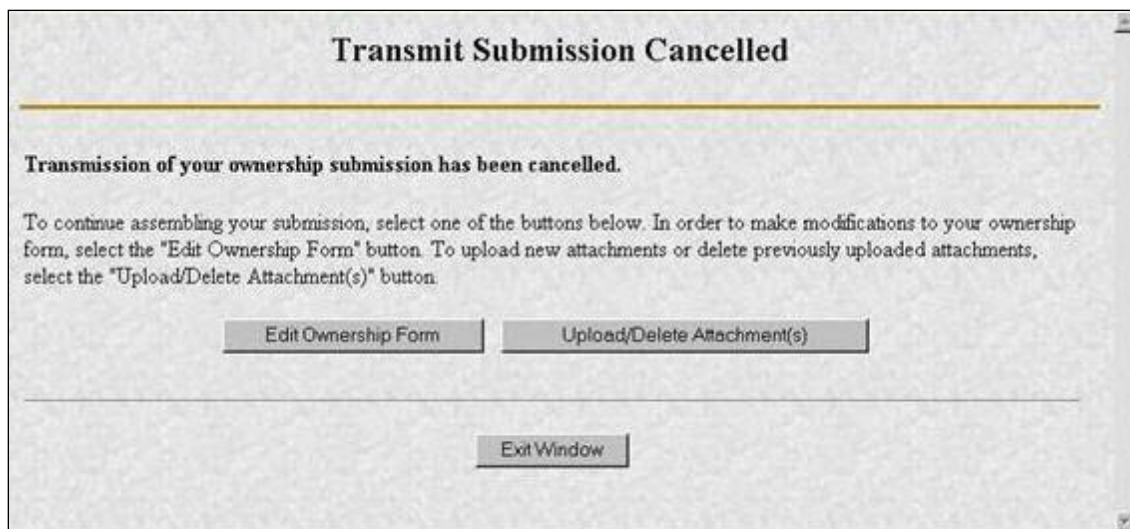 Transmit Submission Cancelled
Transmission of your ownership submission has been cancelled.
To continue assembling your submission, select one of the buttons below. In order to make modifications to your ownership
form, select the "Edit Ownership Form" button. To upload new attachments or delete previously uploaded attachments,
select the "Upload/Delete Attachment(s)" button.
Edit Ownership Form Upload/Delete Attachment(s)
Exit Window